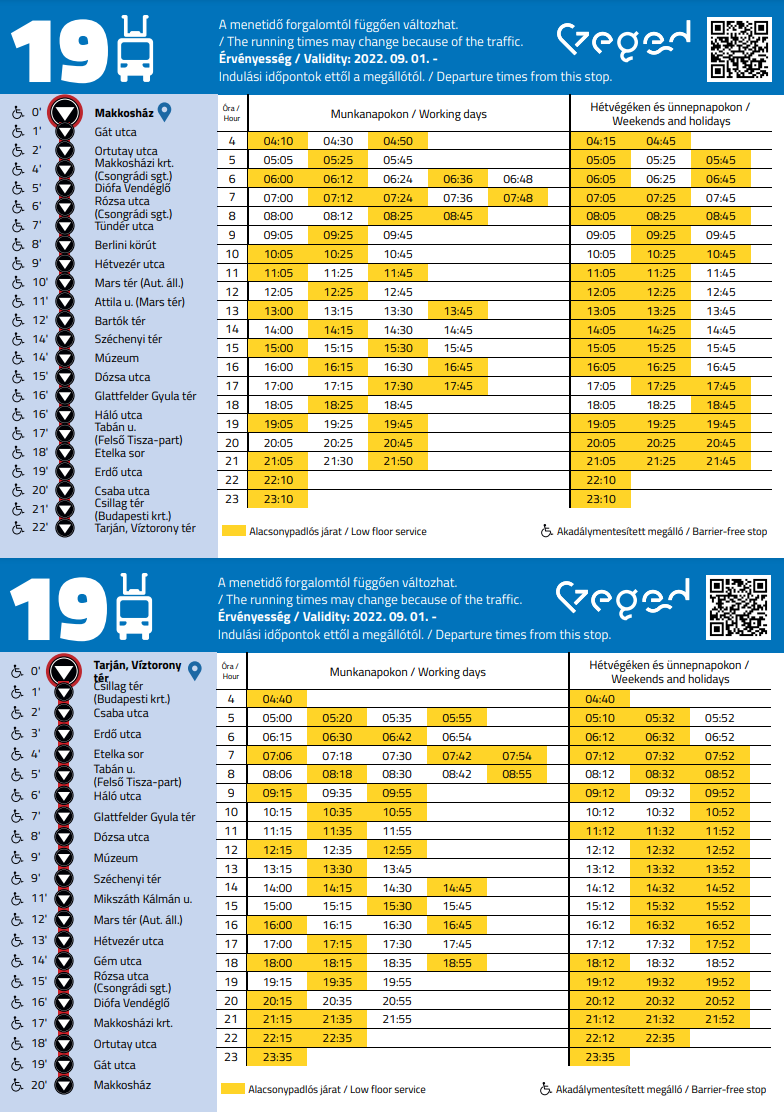 19
A menetidő forgalomtól függően változhat.
/ The running times may change because of the traffic.
Érvényesség / Validity: 2022. 09. 01. -
Indulási időpontok ettől a megállótól. / Departure times from this stop.
Szeged
0' Makkosház
1' Gát utca
2' Ortutay utca
4' Makkosházi krt.
(Csongrádi sgt.)
5' Diófa Vendéglő
6' Rózsa utca
(Csongrádi sgt.)
7' Tündér utca
8' Berlini körút
9' Hétvezér utca
10' Mars tér (Aut. áll.)
11' Attila u. (Mars tér)
12' Bartók tér
14' Széchenyi tér
14' Múzeum
15' Dózsa utca
16' Glattfelder Gyula tér
16' Háló utca
17' Tabán u.
(Felső Tisza-part)
18' Etelka sor
19' Erdő utca
20' Csaba utca
21' Csillag tér
(Budapesti krt.)
22' Tarján, Víztorony tér
Óra /
Hour
Munkanapokon / Working days
Hétvégéken és ünnepnapokon /
Weekends and holidays
4 04:10 04:30 04:50 04:15 04:45
5 05:05 05:25 05:45 05:05 05:25 05:45
6 06:00 06:12 06:24 06:36 06:48 06:05 06:25 06:45
7 07:00 07:12 07:24 07:36 07:48 07:05 07:25 07:45
8 08:00 08:12 08:25 08:45 08:05 08:25 08:45
9 09:05 09:25 09:45 09:05 09:25 09:45
10 10:05 10:25 10:45 10:05 10:25 10:45
11 11:05 11:25 11:45 11:05 11:25 11:45
12 12:05 12:25 12:45 12:05 12:25 12:45
13 13:00 13:15 13:30 13:45 13:05 13:25 13:45
14 14:00 14:15 14:30 14:45 14:05 14:25 14:45
15 15:00 15:15 15:30 15:45 15:05 15:25 15:45
16 16:00 16:15 16:30 16:45 16:05 16:25 16:45
17 17:00 17:15 17:30 17:45 17:05 17:25 17:45
18 18:05 18:25 18:45 18:05 18:25 18:45
19 19:05 19:25 19:45 19:05 19:25 19:45
20 20:05 20:25 20:45 20:05 20:25 20:45
21 21:05 21:30 21:50 21:05 21:25 21:45
22 22:10 22:10
23 23:10 23:10
Alacsonypadlós járat / Low floor service
Akadálymentesített megálló / Barrier-free stop
19
A menetidő forgalomtól függően változhat.
/ The running times may change because of the traffic.
Érvényesség / Validity: 2022. 09. 01. -
Indulási időpontok ettől a megállótól. / Departure times from this stop.
Szeged
0' Tarján, Víztorony
tér
1' Csillag tér
(Budapesti krt.)
2' Csaba utca
3' Erdő utca
4' Etelka sor
5' Tabán u.
(Felső Tisza-part)
6' Háló utca
7' Glattfelder Gyula tér
8' Dózsa utca
9' Múzeum
9' Széchenyi tér
11' Mikszáth Kálmán u.
12' Mars tér (Aut. áll.)
13' Hétvezér utca
14' Gém utca
15' Rózsa utca
(Csongrádi sgt.)
16' Diófa Vendéglő
17' Makkosházi krt.
18' Ortutay utca
19' Gát utca
20' Makkosház
Óra /
Hour
Munkanapokon / Working days
Hétvégéken és ünnepnapokon /
Weekends and holidays
4 04:40 04:40
5 05:00 05:20 05:35 05:55 05:10 05:32 05:52
6 06:15 06:30 06:42 06:54 06:12 06:32 06:52
7 07:06 07:18 07:30 07:42 07:54 07:12 07:32 07:52
8 08:06 08:18 08:30 08:42 08:55 08:12 08:32 08:52
9 09:15 09:35 09:55 09:12 09:32 09:52
10 10:15 10:35 10:55 10:12 10:32 10:52
11 11:15 11:35 11:55 11:12 11:32 11:52
12 12:15 12:35 12:55 12:12 12:32 12:52
13 13:15 13:30 13:45 13:12 13:32 13:52
14 14:00 14:15 14:30 14:45 14:12 14:32 14:52
15 15:00 15:15 15:30 15:45 15:12 15:32 15:52
16 16:00 16:15 16:30 16:45 16:12 16:32 16:52
17 17:00 17:15 17:30 17:45 17:12 17:32 17:52
18 18:00 18:15 18:35 18:55 18:12 18:32 18:52
19 19:15 19:35 19:55 19:12 19:32 19:52
20 20:15 20:35 20:55 20:12 20:32 20:52
21 21:15 21:35 21:55 21:12 21:32 21:52
22 22:15 22:35 22:12 22:35
23 23:35 23:35
Alacsonypadlós járat / Low floor service
Akadálymentesített megálló / Barrier-free stop